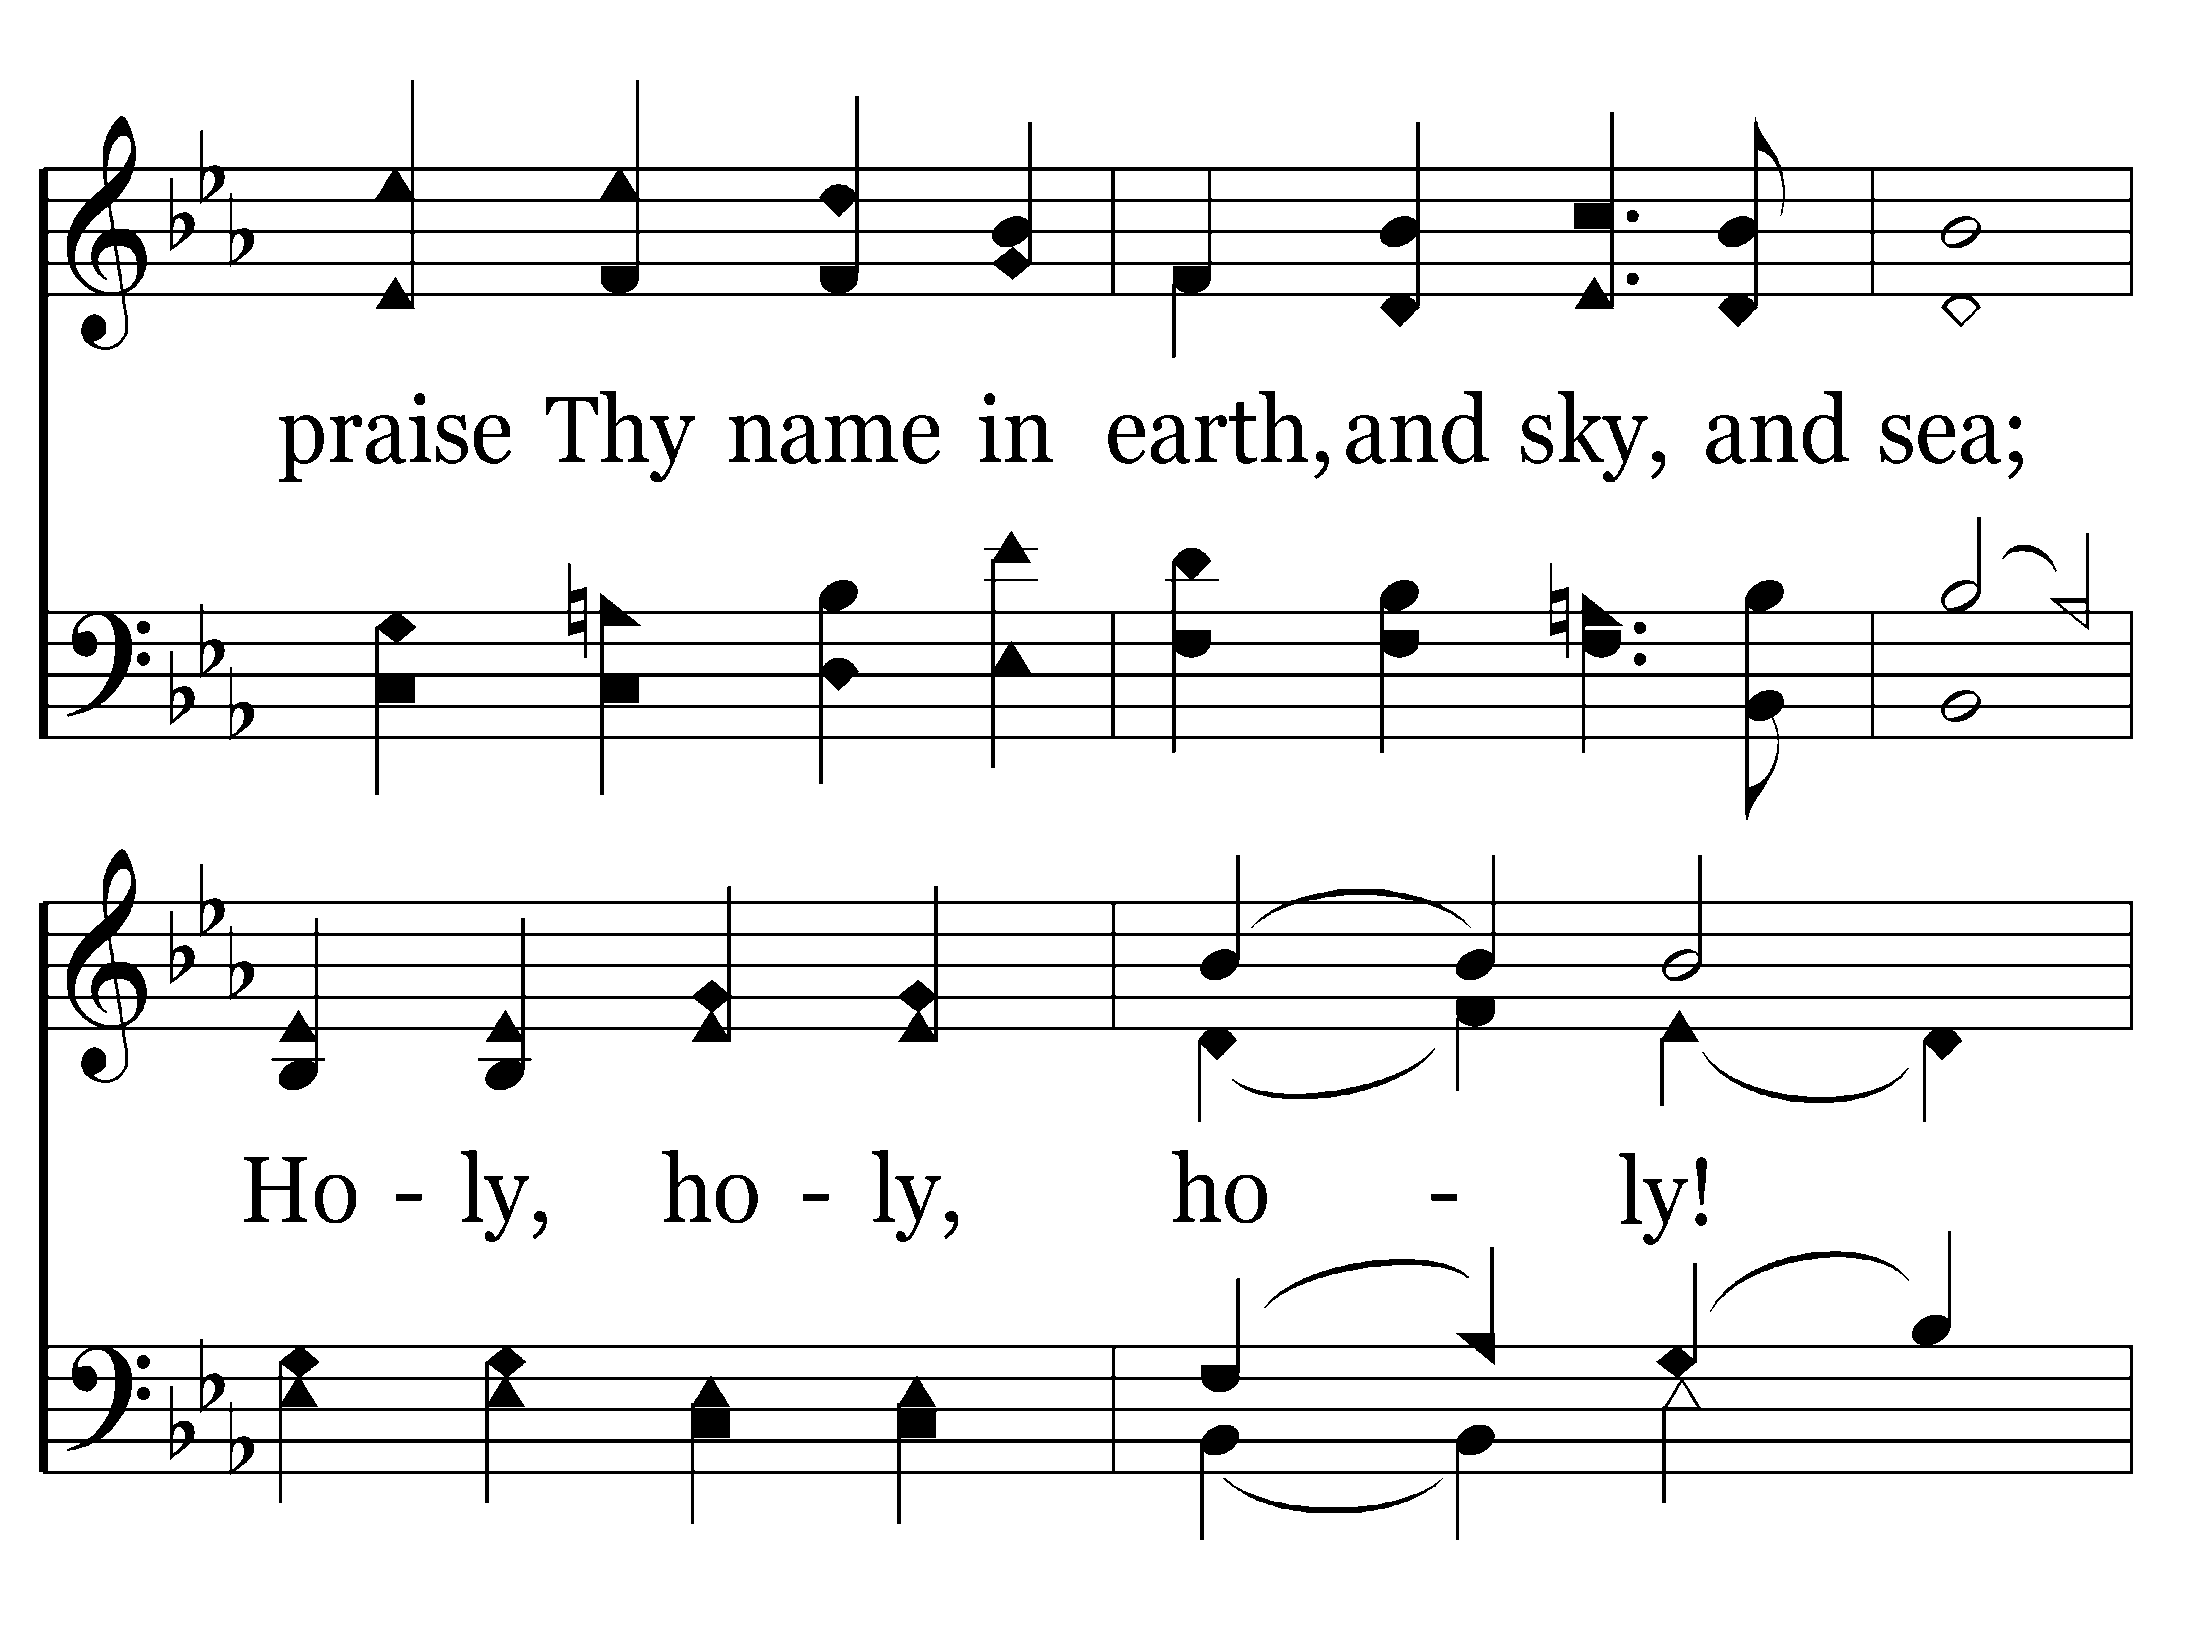 praise Thy name in earth, and sky, and sea;
Ho - ly, ho - ly, ho - ly!